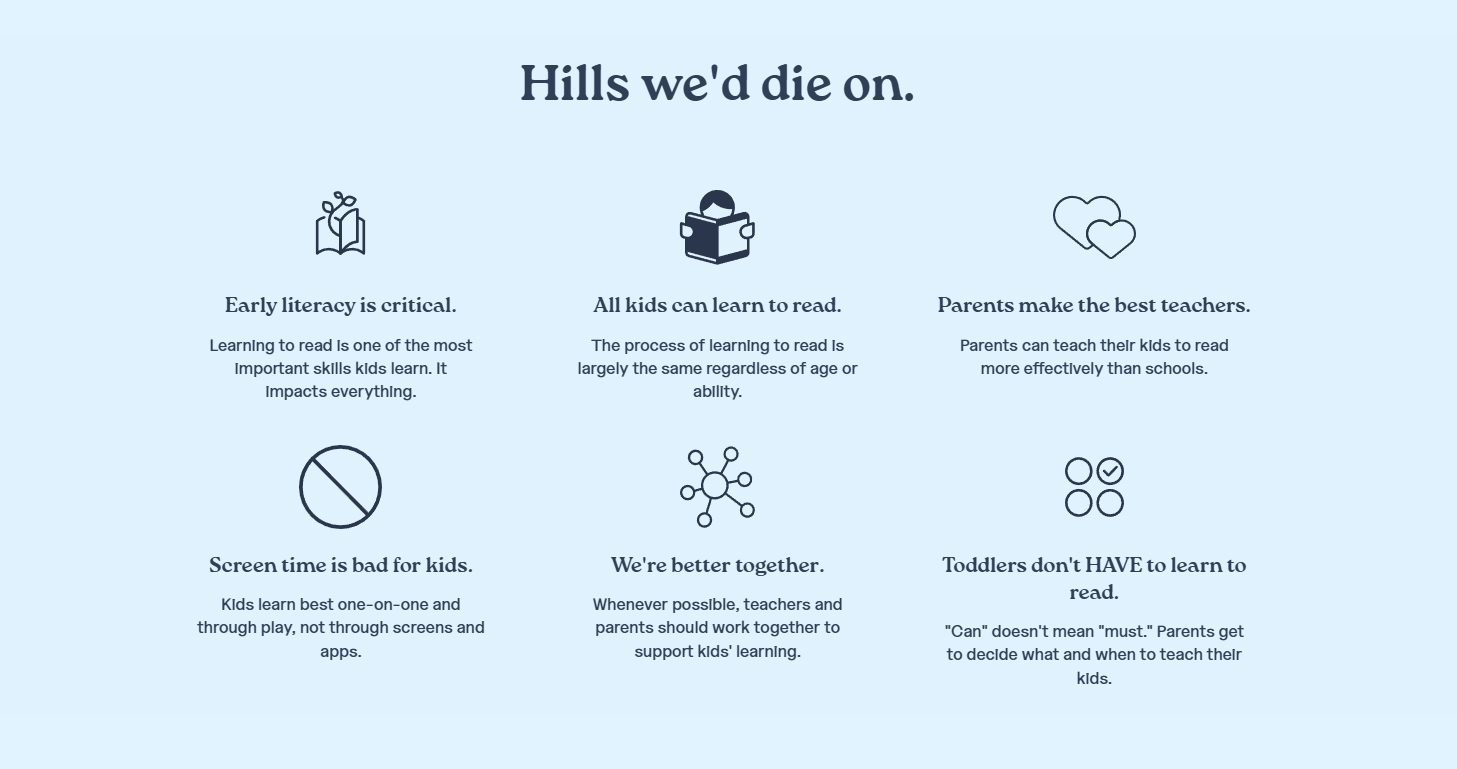 Hills we'd die on.
Early literacy is critical.
Learning to read is one of the most
important skills kids learn. It
impacts everything.
All kids can learn to read.
The process of learning to read is
largely the same regardless of age or
ability.
Parents make the best teachers.
Parents can teach their kids to read
more effectively than schools.
Screen time is bad for kids.
Kids learn best one-on-one and
through play, not through screens and
apps.
We're better together.
Whenever possible, teachers and
parents should work together to
support kids' learning.
Toddlers don't HAVE to learn to
read.
"Can" doesn't mean "must." Parents get
to decide what and when to teach their
kids.